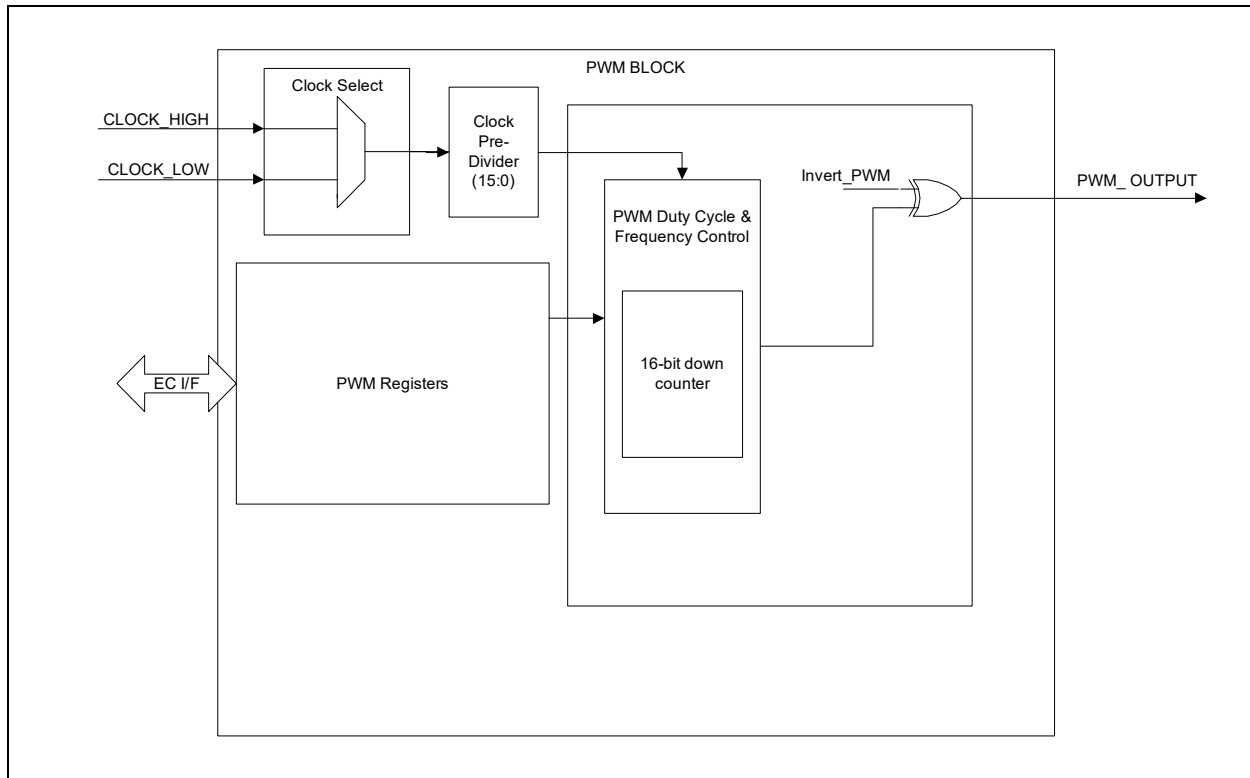 PWM BLOCK
Clock Select
CLOCK_HIGH
CLOCK_LOW
Clock
Pre-
Divider
(15:0)
Invert_PWM
PWM_ OUTPUT
PWM Duty Cycle &
Frequency Control
16-bit down
counter
EC I/F
PWM Registers